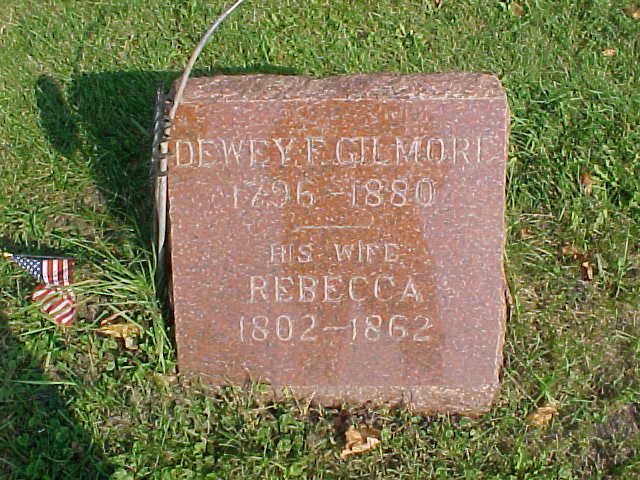 DEWEY F. GILMORE
1796-1880
HIS WIFE
REBECCA
1802-1862